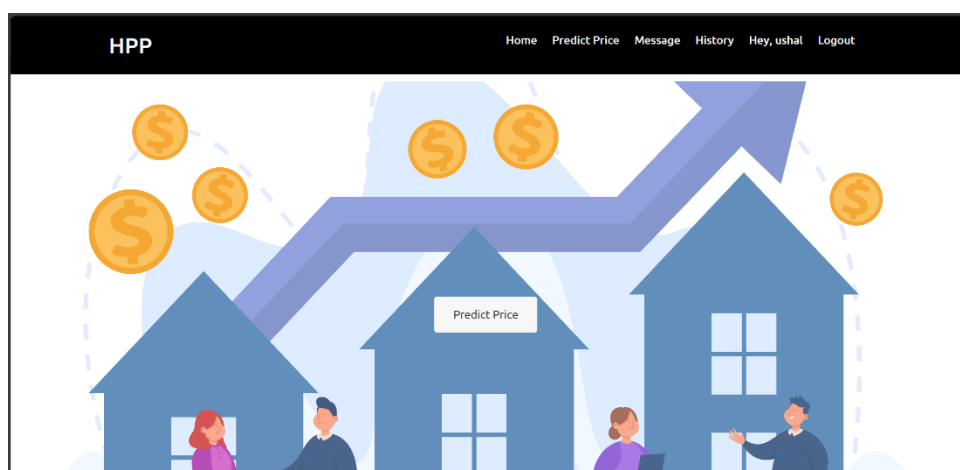 HPP
Home Predict Price Message History Hey, ushal Logout
$ $ $ $ $ $
Predict Price